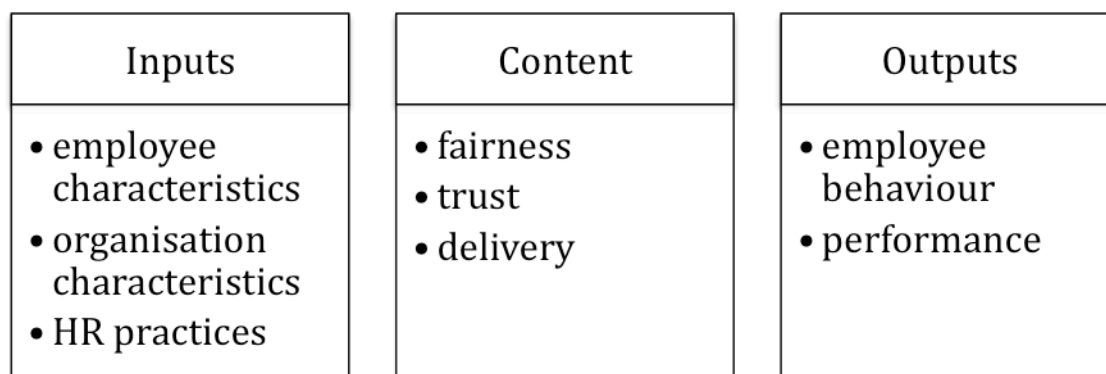 Inputs
• employee
characteristics
• organisation
characteristics
• HR practices
Content
• fairness
• trust
• delivery
Outputs
• employee
behaviour
• performance